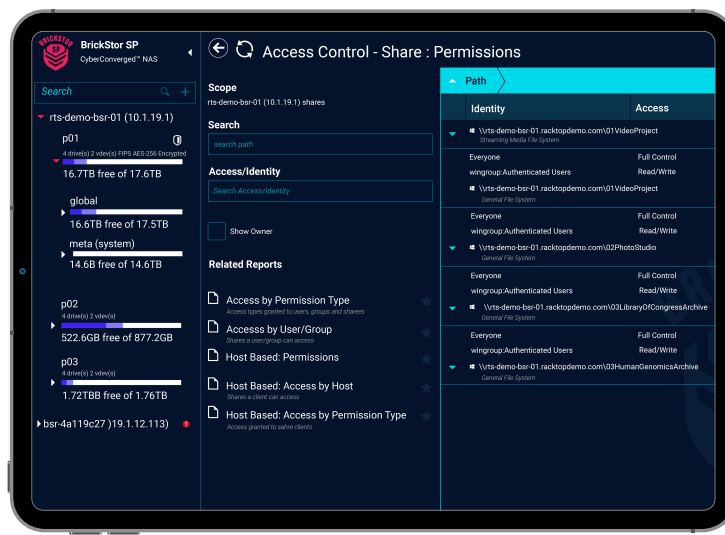 BRICKSTOR
SP
BrickStor SP
CyberConverged™ NAS
Search
rts-demo-bsr-01 (10.1.19.1)
p01
4 drive(s) 2 vdev(s) FIPS AES-256 Encrypted
16.7TB free of 17.6TB
global
16.6TB free of 17.5TB
meta (system)
14.6B free of 14.6TB
p02
4 drive(s) 2 vdev(s)
522.6GB free of 877.2GB
p03
4 drive(s) 2 vdev(s)
1.72TBB free of 1.76TB
bsr-4a119c27 )19.1.12.113)
Access Control - Share : Permissions
Scope
rts-demo-bsr-01 (10.1.19.1) shares
Search
search path
Access/Identity
Search Access/Identity
Show Owner
Related Reports
Access by Permission Type
Access types granted to users, groups and sharees
Accesss by User/Group
Shares a user/group can access
Host Based: Permissions
Host Based: Access by Host
Shares a client can access
Host Based: Access by Permission Type
Access granted to sahre clients
Path
Identity Access
\\rts-demo-bsr-01.racktopdemo.com\01VideoProject
Streaming Media File System
Everyone Full Control
wingroup:Authenticated Users Read/Write
\\rts-demo-bsr-01.racktopdemo.com\01VideoProject
General File System
Everyone Full Control
wingroup:Authenticated Users Read/Write
\\rts-demo-bsr-01.racktopdemo.com\02PhotoStudio
General File System
Everyone Full Control
wingroup:Authenticated Users Read/Write
\\rts-demo-bsr-01.racktopdemo.com\03LibraryOfCongressArchive
General File System
Everyone Full Control
wingroup:Authenticated Users Read/Write
\\rts-demo-bsr-01.racktopdemo.com\03HumanGenomicsArchive
General File System